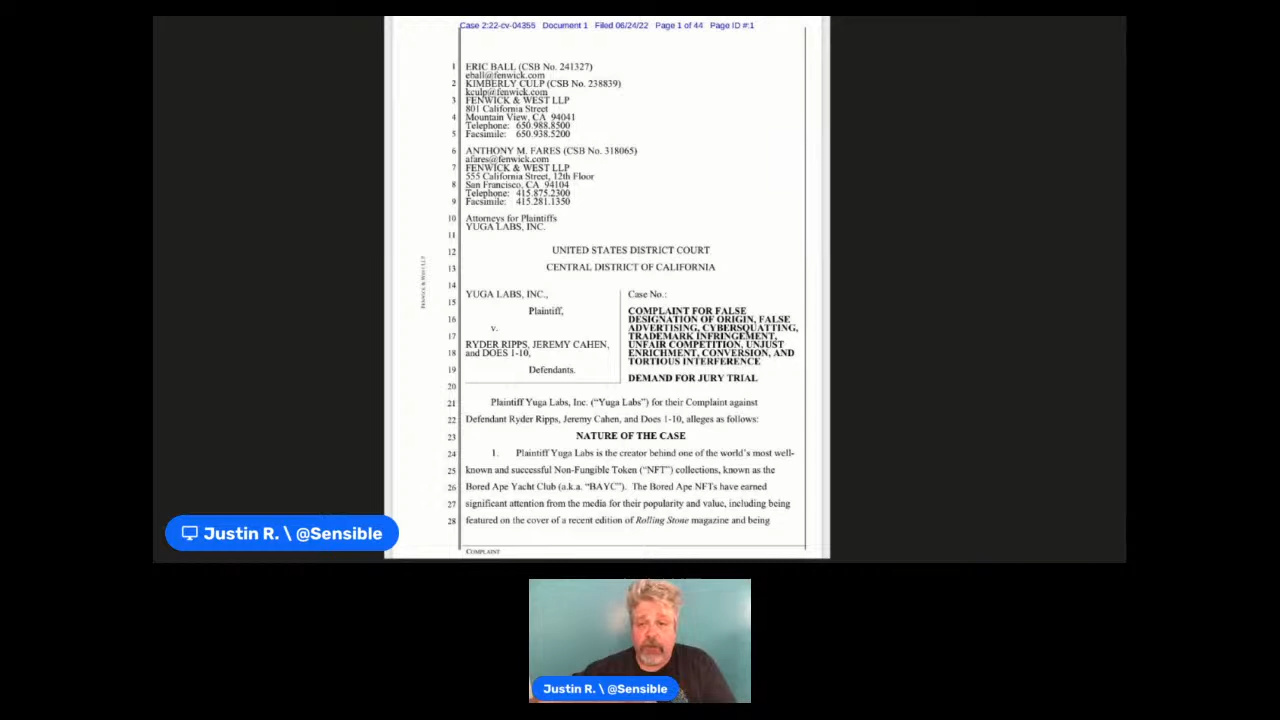 Case 2:22-cv-04355 Document 1 Filed 06/24/22 Page 1 of 44 Page ID #:1
1 ERIC BALL (CSB No. 241327)
eball@fenwick.com
2 KIMBERLY CULP (CSB No. 238839)
kculp@fenwick.com
3 FENWICK & WEST LLP
801 California Street
4 Mountain View, CA 94041
Telephone: 650.988.8500
5 Facsimile: 650.938.5200
6 ANTHONY M. FARES (CSB No. 318065)
afares@fenwick.com
7 FENWICK & WEST LLP
555 California Street, 12th Floor
8 San Francisco, CA 94104
Telephone: 415.875.2300
9 Facsimile: 415.281.1350
10 Attorneys for Plaintiffs
YUGA LABS, INC.
11
12 UNITED STATES DISTRICT COURT
13 CENTRAL DISTRICT OF CALIFORNIA
14
15 YUGA LABS, INC.,
Plaintiff,
16
v.
17
RYDER RIPPS, JEREMY CAHEN,
18 and DOES 1-10,
19 Defendants.
20
Case No.:
COMPLAINT FOR FALSE
DESIGNATION OF ORIGIN, FALSE
ADVERTISING, CYBERSQUATTING,
TRADEMARK INFRINGEMENT,
UNFAIR COMPETITION, UNJUST
ENRICHMENT, CONVERSION, AND
TORTIOUS INTERFERENCE
DEMAND FOR JURY TRIAL
21 Plaintiff Yuga Labs, Inc. (“Yuga Labs”) for their Complaint against
22 Defendant Ryder Ripps, Jeremy Cahen, and Does 1-10, alleges as follows:
23 NATURE OF THE CASE
24 1. Plaintiff Yuga Labs is the creator behind one of the world’s most well-
25 known and successful Non-Fungible Token (“NFT”) collections, known as the
26 Bored Ape Yacht Club (a.k.a. “BAYC”). The Bored Ape NFTs have earned
27 significant attention from the media for their popularity and value, including being
28 featured on the cover of a recent edition of Rolling Stone magazine and being
COMPLAINT
FENWICK & WEST LLP
Justin R. \ @Sensible
Justin R. \ @Sensible